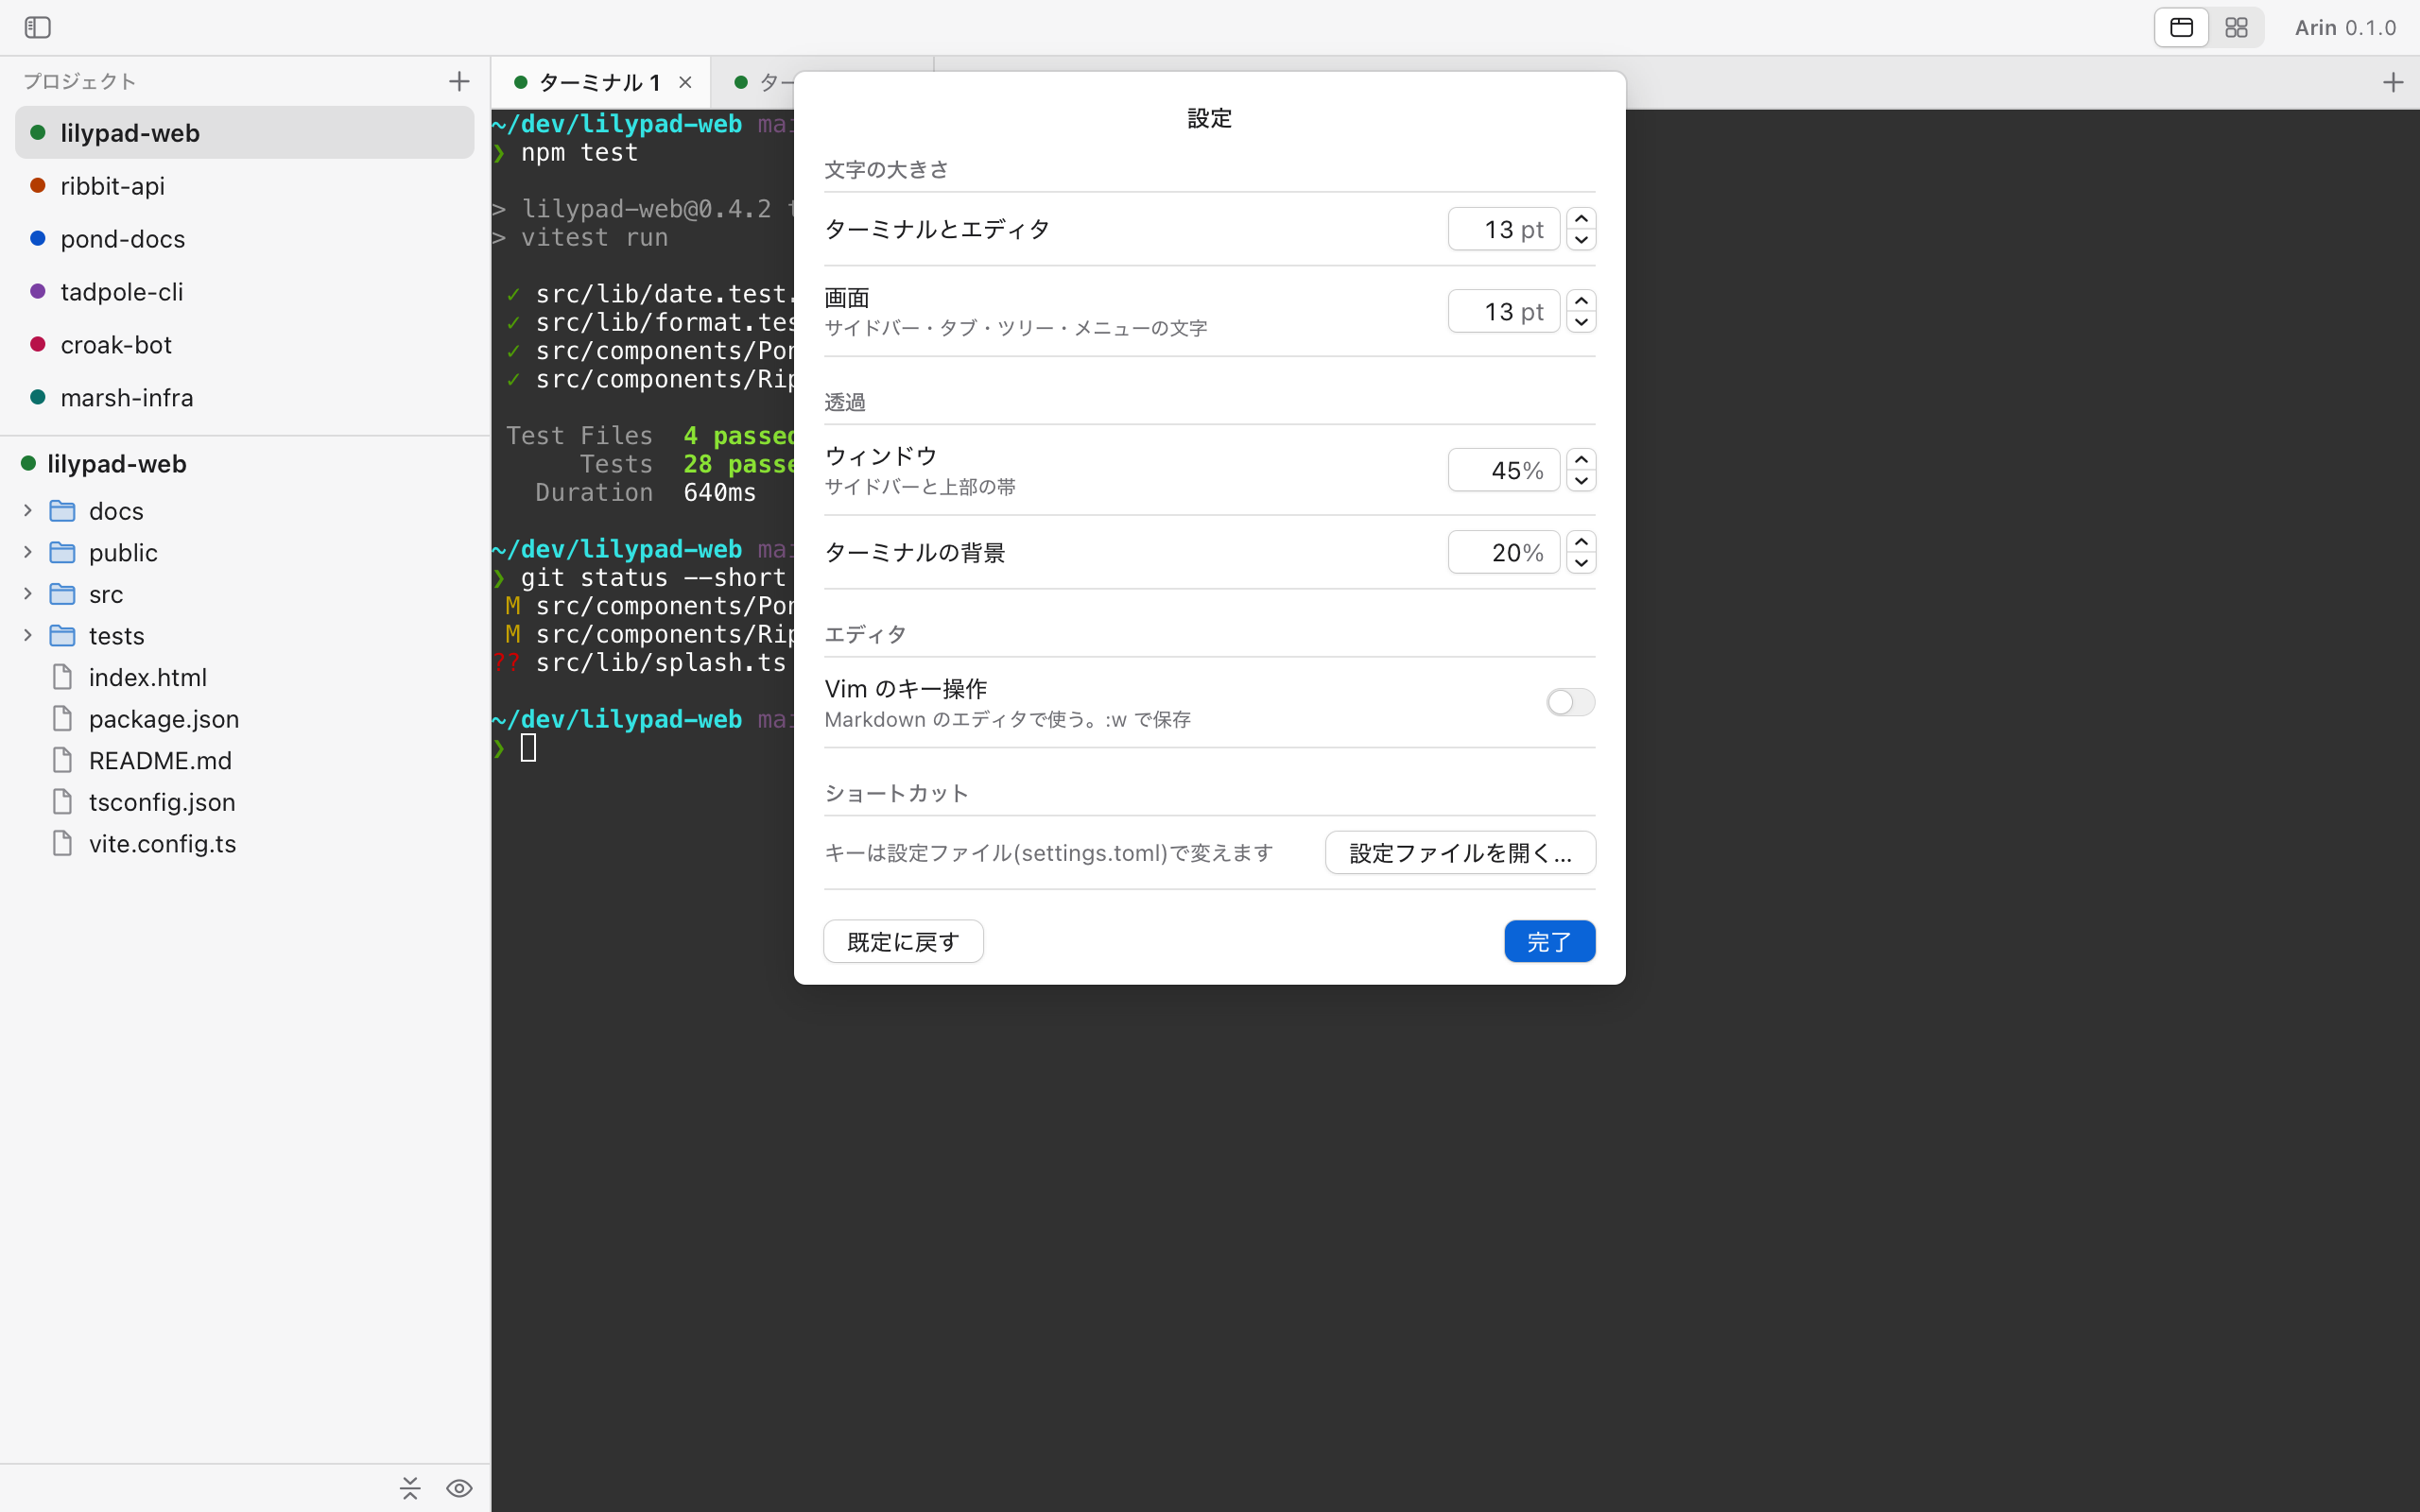 Arin 0.1.0
プロジェクト
lilypad-web
ribbit-api
pond-docs
tadpole-cli
croak-bot
marsh-infra
lilypad-web
docs
public
src
tests
index.html
package.json
README.md
tsconfig.json
vite.config.ts
ターミナル 1
~/dev/lilypad-web
❯ npm test
> lilypad-web@0.4.2
> vitest run
✓ src/lib/date.test.
✓ src/lib/format.tes
✓ src/components/Pon
✓ src/components/Rip
Test Files 4 passed
Tests 28 passe
Duration 640ms
~/dev/lilypad-web
❯ git status --short
M src/components/Pon
M src/components/Rip
?? src/lib/splash.ts
~/dev/lilypad-web
❯
設定
文字の大きさ
ターミナルとエディタ 13 pt
画面 13 pt
サイドバー・タブ・ツリー・メニューの文字
透過
ウィンドウ 45%
サイドバーと上部の帯
ターミナルの背景 20%
エディタ
Vim のキー操作
Markdown のエディタで使う。:w で保存
ショートカット
キーは設定ファイル(settings.toml)で変えます 設定ファイルを開く...
既定に戻す 完了